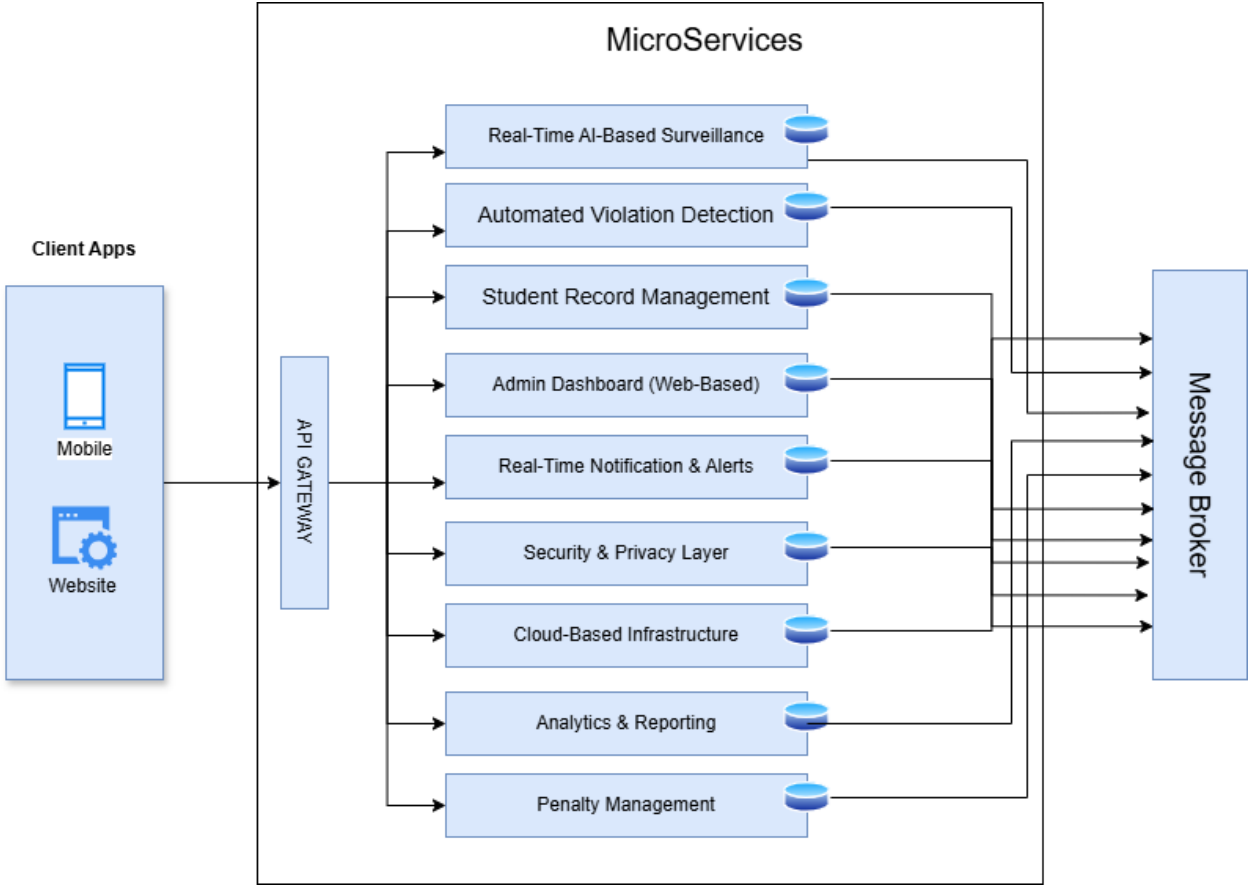 MicroServices
Real-Time AI-Based Surveillance
Automated Violation Detection
Client Apps
Student Record Management
Admin Dashboard (Web-Based)
Mobile
Real-Time Notification & Alerts
API GATEWAY
Message Broker
Security & Privacy Layer
Website
Cloud-Based Infrastructure
Analytics & Reporting
Penalty Management